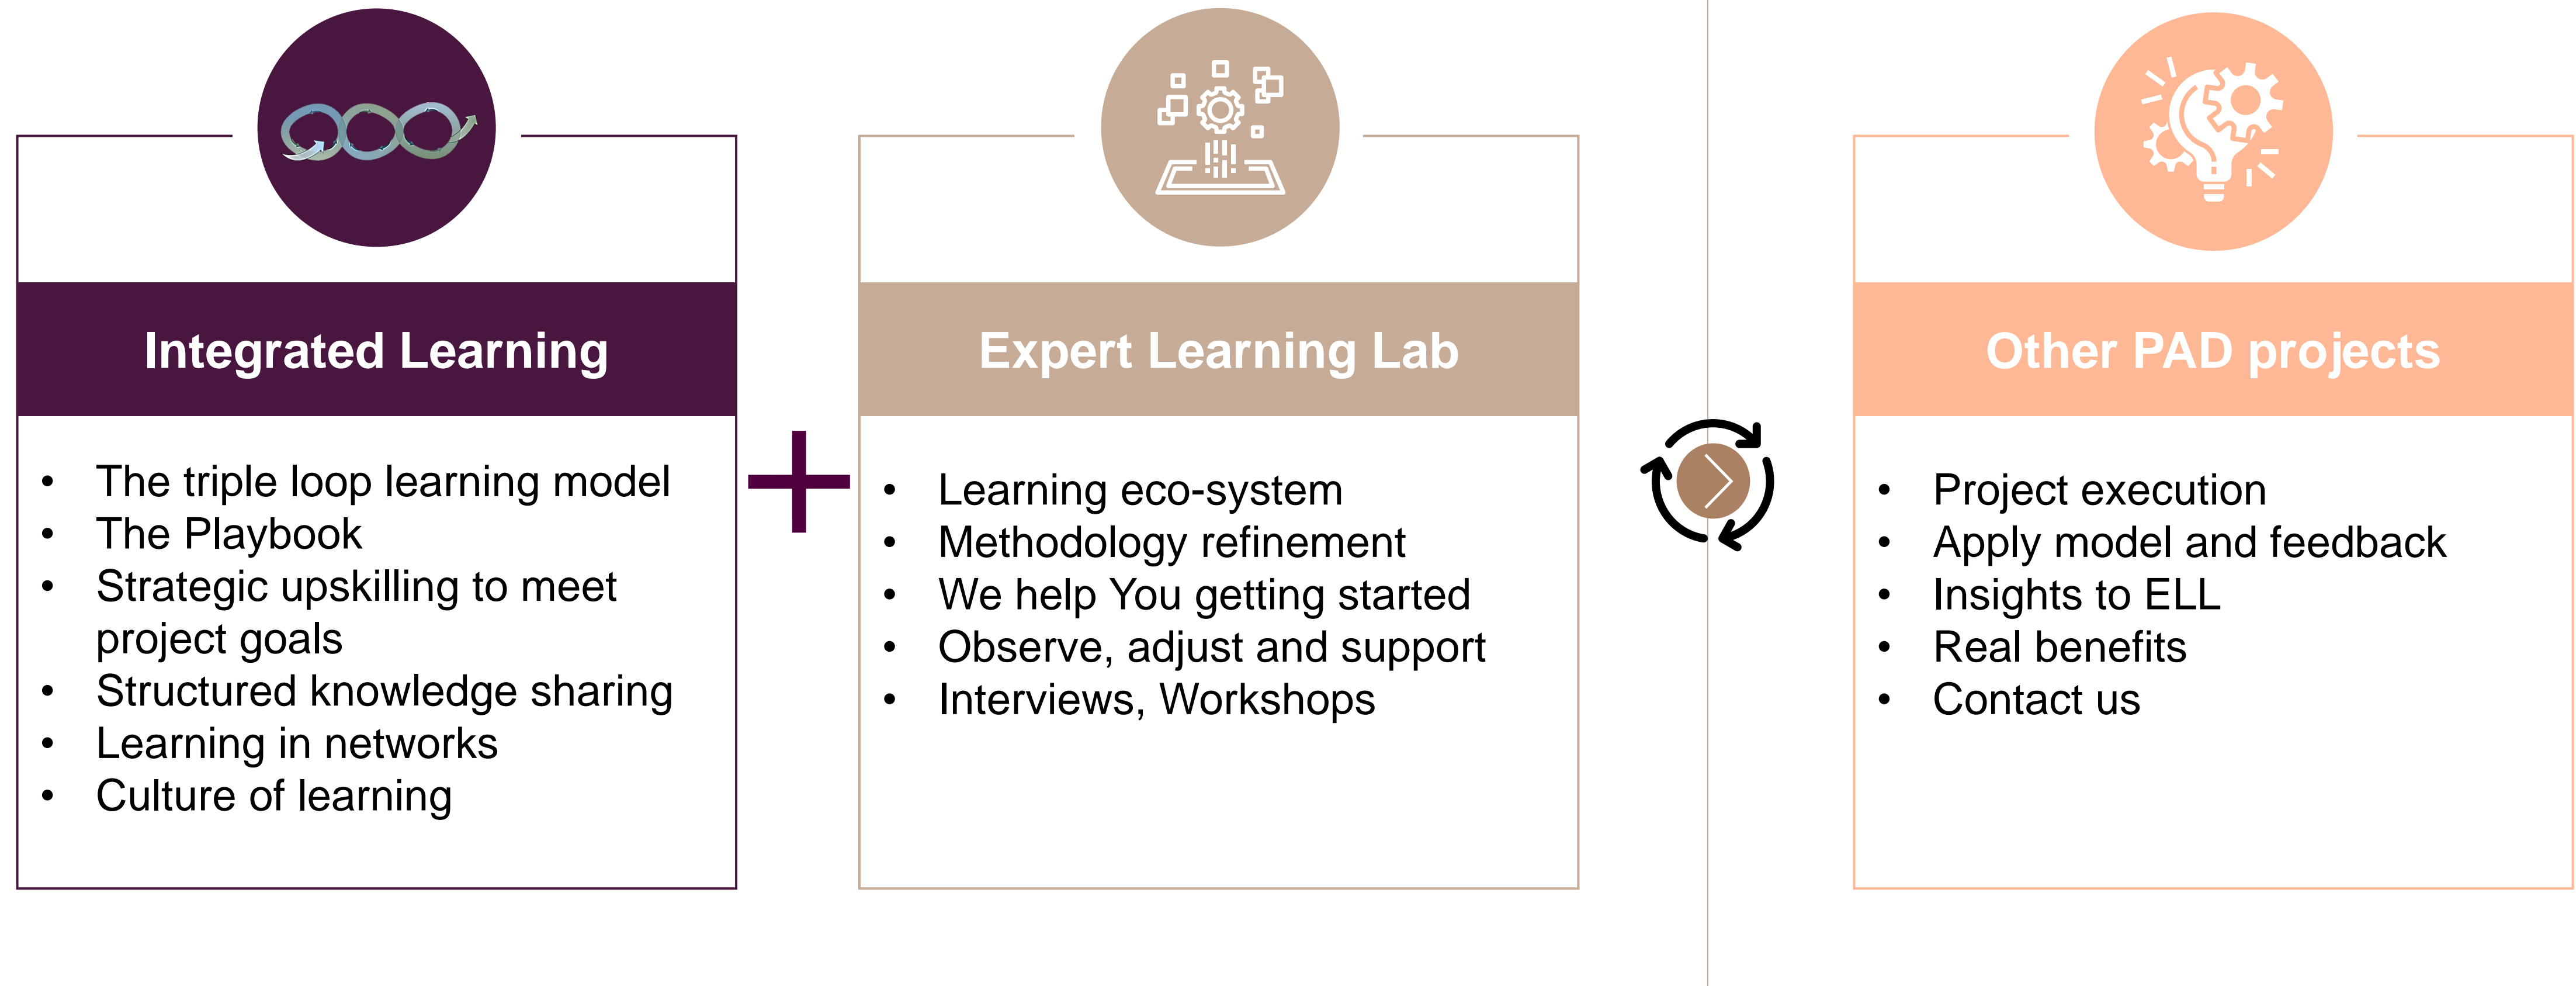 Integrated Learning
• The triple loop learning model
• The Playbook
• Strategic upskilling to meet
project goals
• Structured knowledge sharing
• Learning in networks
• Culture of learning
Expert Learning Lab
• Learning eco-system
• Methodology refinement
• We help You getting started
• Observe, adjust and support
• Interviews, Workshops
Other PAD projects
• Project execution
• Apply model and feedback
• Insights to ELL
• Real benefits
• Contact us